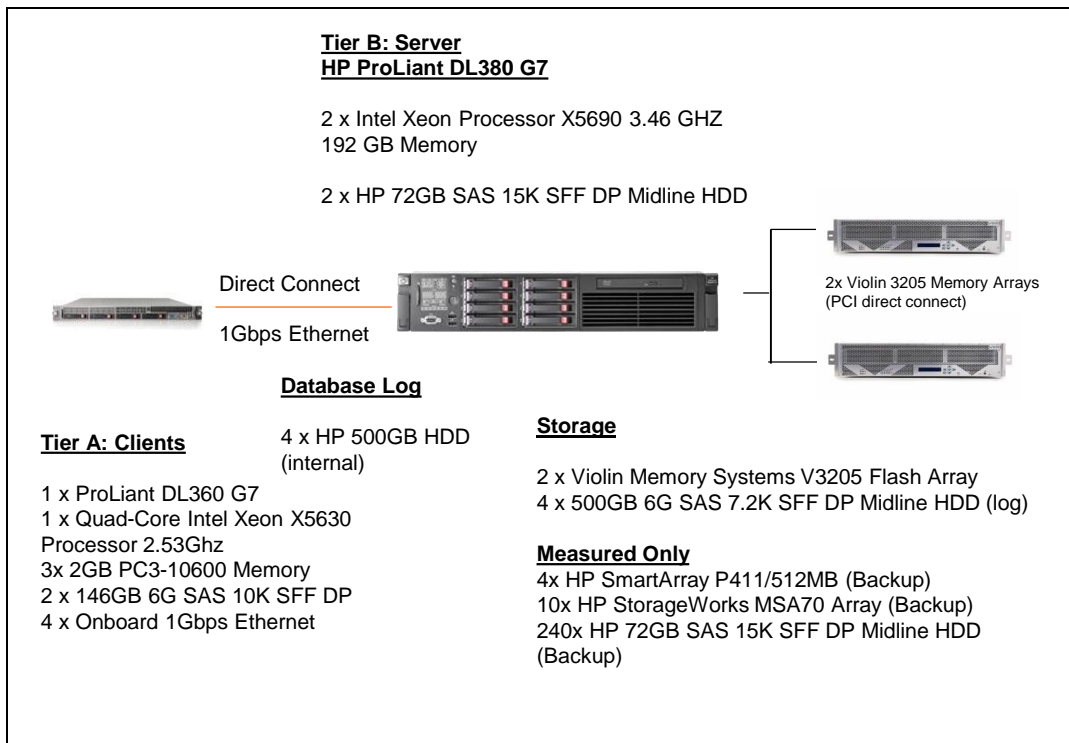 Tier B: Server
HP ProLiant DL380 G7
2 x Intel Xeon Processor X5690 3.46 GHZ
192 GB Memory
2 x HP 72GB SAS 15K SFF DP Midline HDD
Direct Connect
1Gbps Ethernet
2x Violin 3205 Memory Arrays
(PCI direct connect)
Database Log
4 x HP 500GB HDD
(internal)
Tier A: Clients
1 x ProLiant DL360 G7
1 x Quad-Core Intel Xeon X5630
Processor 2.53Ghz
3x 2GB PC3-10600 Memory
2 x 146GB 6G SAS 10K SFF DP
4 x Onboard 1Gbps Ethernet
Storage
2 x Violin Memory Systems V3205 Flash Array
4 x 500GB 6G SAS 7.2K SFF DP Midline HDD (log)
Measured Only
4x HP SmartArray P411/512MB (Backup)
10x HP StorageWorks MSA70 Array (Backup)
240x HP 72GB SAS 15K SFF DP Midline HDD
(Backup)